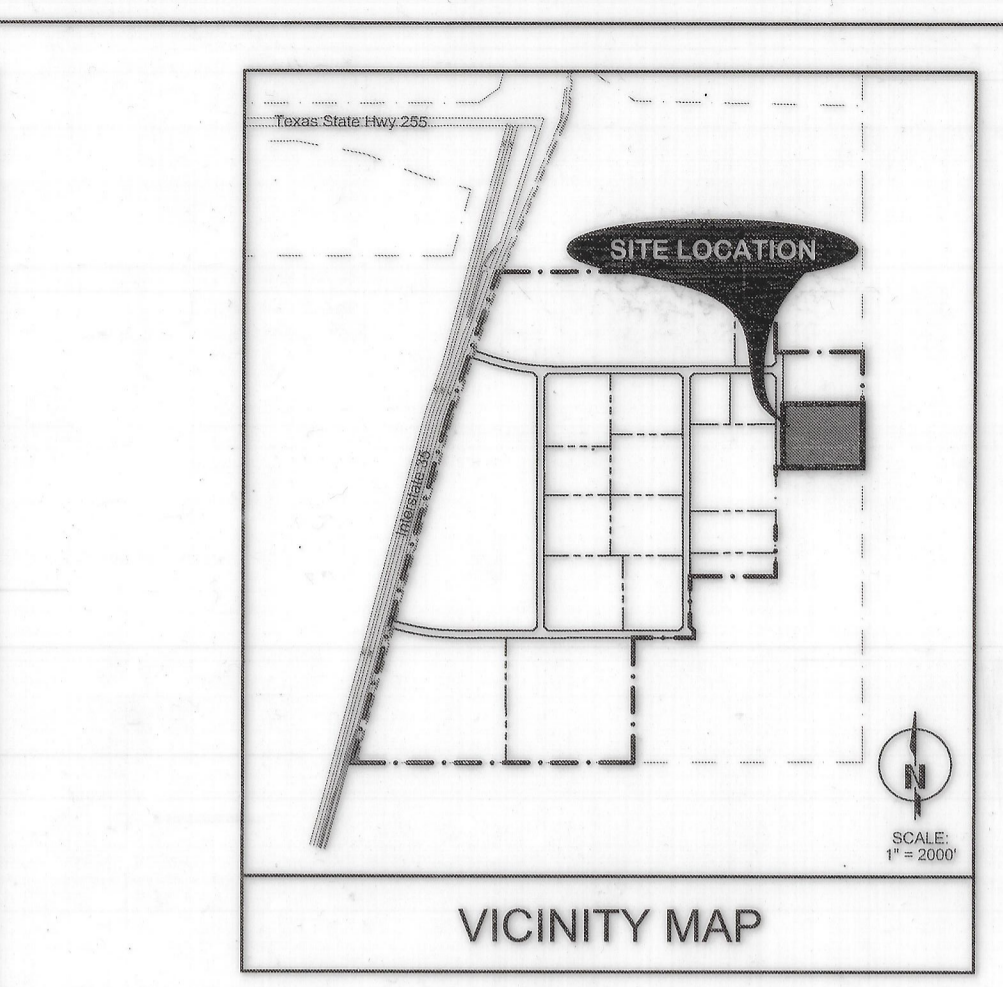 Texas State Hwy 255
SITE LOCATION
Interstate 35
N
SCALE:
1" = 2000'
VICINITY MAP